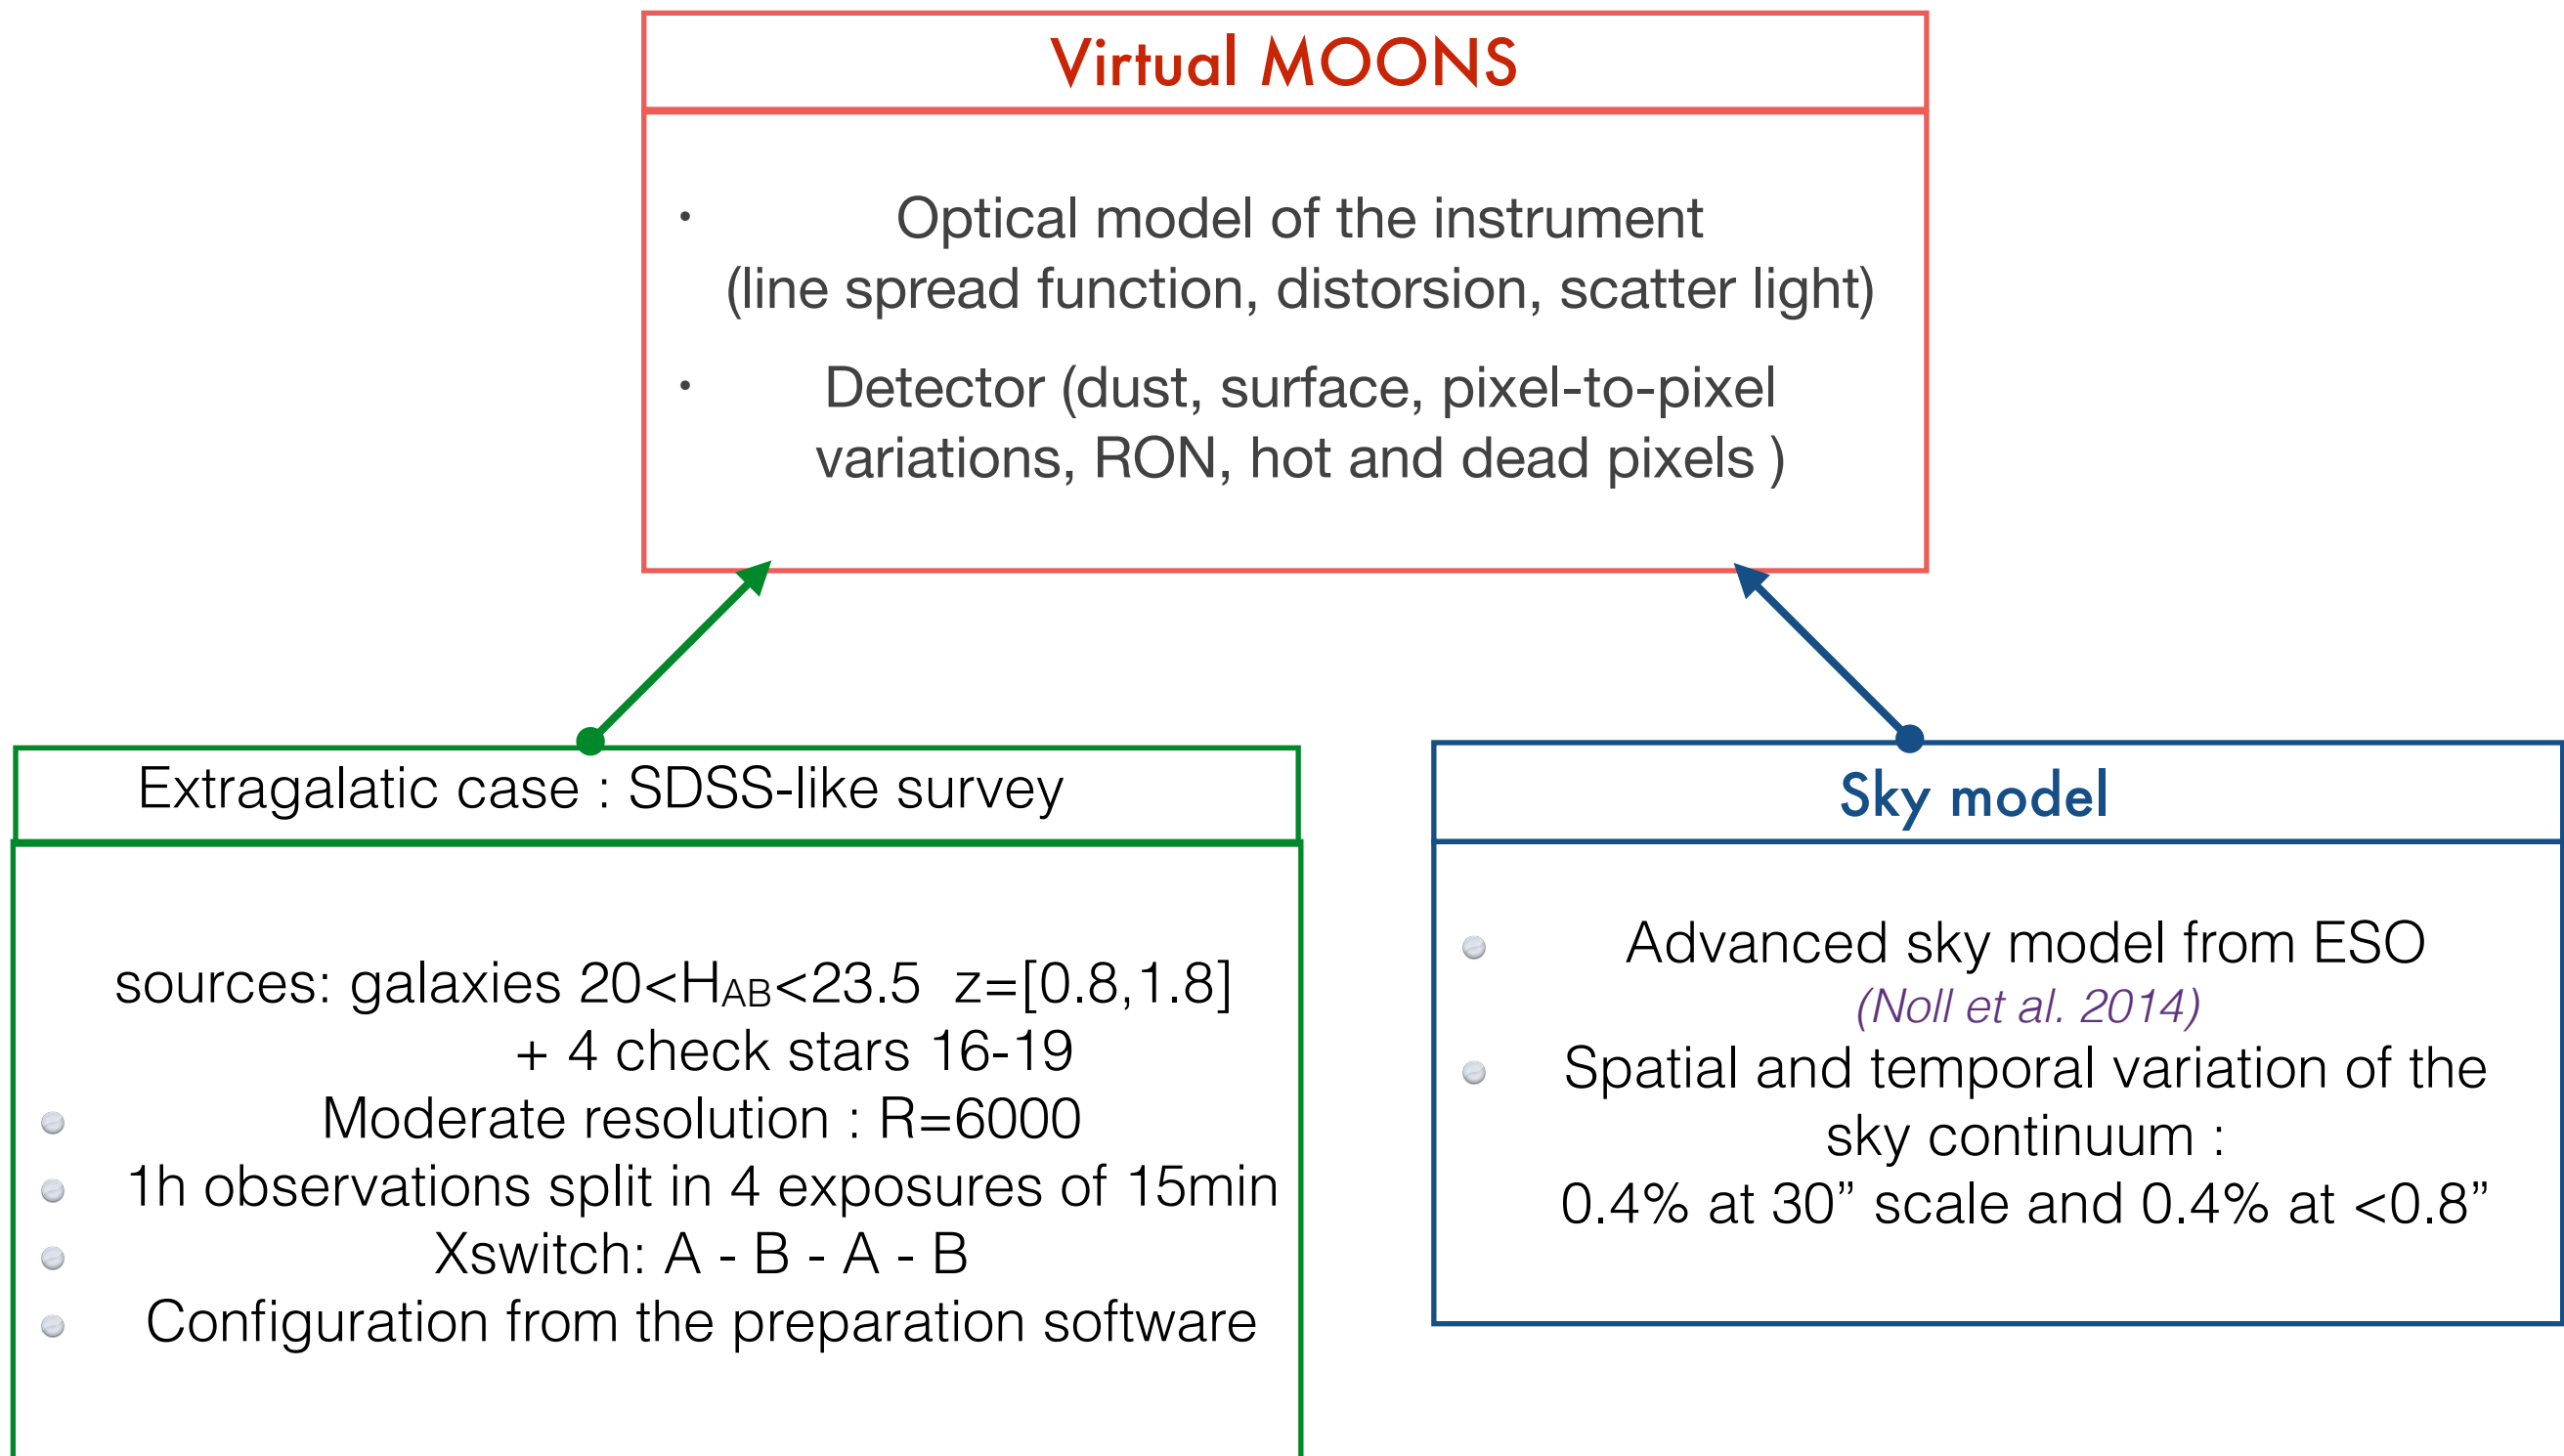 Virtual MOONS
• Optical model of the instrument
(line spread function, distorsion, scatter light)
• Detector (dust, surface, pixel-to-pixel
variations, RON, hot and dead pixels )
Extragalatic case : SDSS-like survey
sources: galaxies 20<H_AB<23.5 z=[0.8,1.8]
+ 4 check stars 16-19
Moderate resolution : R=6000
1h observations split in 4 exposures of 15min
Xswitch: A - B - A - B
Configuration from the preparation software
Sky model
Advanced sky model from ESO
(Noll et al. 2014)
Spatial and temporal variation of the
sky continuum :
0.4% at 30” scale and 0.4% at <0.8”